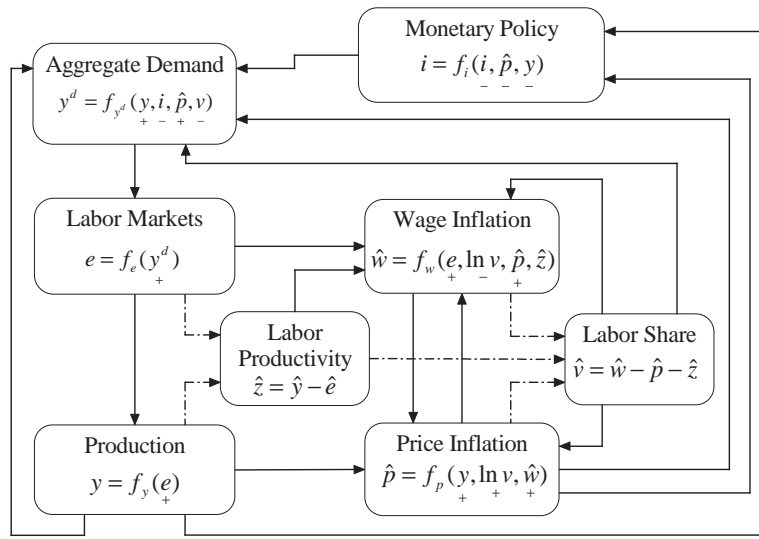 Monetary Policy
i = f_i(i, p̂, y)
− − −
Aggregate Demand
y^d = f_{y^d}(y, i, p̂, v)
+ − + −
Labor Markets
e = f_e(y^d)
+
Wage Inflation
ŵ = f_w(e, ln v, p̂, ẑ)
+ − +
Labor
Productivity
ẑ = ŷ − ê
Labor Share
v̂ = ŵ − p̂ − ẑ
Production
y = f_y(e)
+
Price Inflation
p̂ = f_p(y, ln v, ŵ)
+ + +